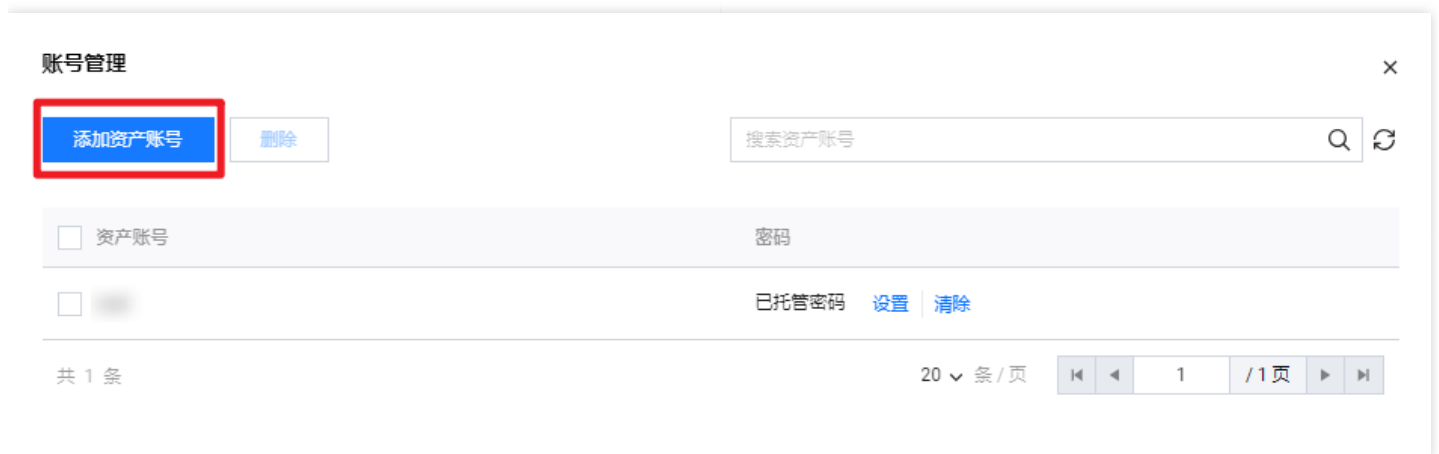 账号管理
添加资产账号 删除 搜索资产账号
资产账号 密码
已托管密码 设置 清除
共 1 条 20 条/页 1 /1页